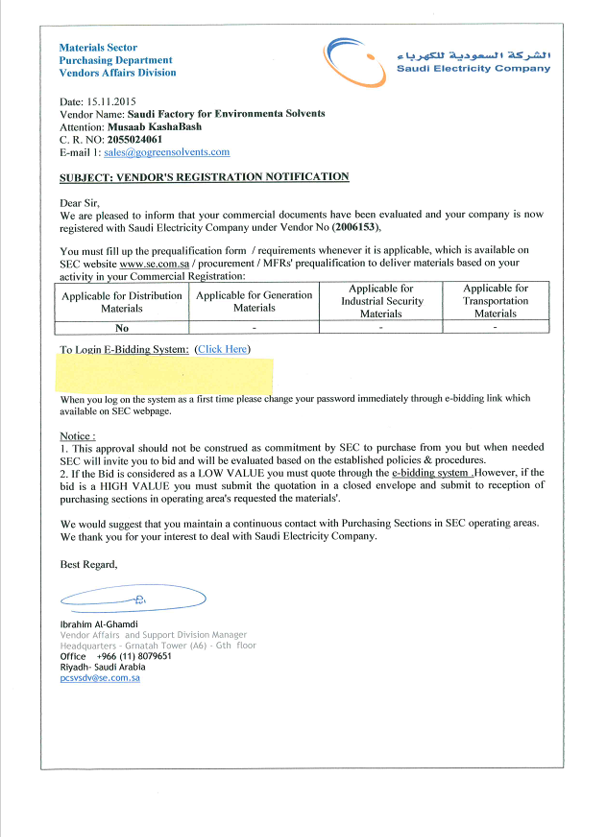 Materials Sector
Purchasing Department
Vendors Affairs Division
الشركة السعودية للكهرباء
Saudi Electricity Company
Date: 15.11.2015
Vendor Name: Saudi Factory for Environmenta Solvents
Attention: Musaab KashaBash
C. R. NO: 2055024061
E-mail 1: sales@gogreensolvents.com
SUBJECT: VENDOR'S REGISTRATION NOTIFICATION
Dear Sir,
We are pleased to inform that your commercial documents have been evaluated and your company is now
registered with Saudi Electricity Company under Vendor No (2006153),
You must fill up the prequalification form / requirements whenever it is applicable, which is available on
SEC website www.se.com.sa / procurement / MFRs' prequalification to deliver materials based on your
activity in your Commercial Registration:
Applicable for Distribution Materials
Applicable for Generation Materials
Applicable for Industrial Security Materials
Applicable for Transportation Materials
No - - -
To Login E-Bidding System: (Click Here)
When you log on the system as a first time please change your password immediately through e-bidding link which
available on SEC webpage.
Notice :
1. This approval should not be construed as commitment by SEC to purchase from you but when needed
SEC will invite you to bid and will be evaluated based on the established policies & procedures.
2. If the Bid is considered as a LOW VALUE you must quote through the e-bidding system .However, if the
bid is a HIGH VALUE you must submit the quotation in a closed envelope and submit to reception of
purchasing sections in operating area's requested the materials'.
We would suggest that you maintain a continuous contact with Purchasing Sections in SEC operating areas.
We thank you for your interest to deal with Saudi Electricity Company.
Best Regard,
Ibrahim Al-Ghamdi
Vendor Affairs and Support Division Manager
Headquarters - Grnatah Tower (A6) - Gth floor
Office +966 (11) 8079651
Riyadh- Saudi Arabia
pcsvsdv@se.com.sa